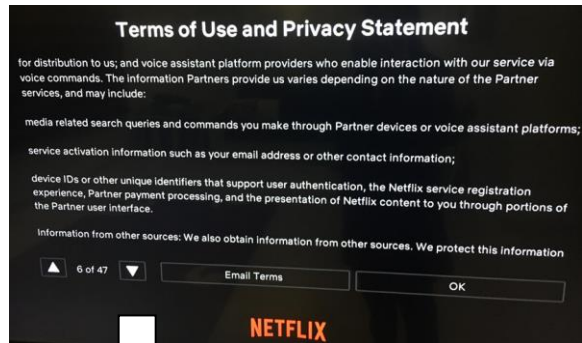 Terms of Use and Privacy Statement
for distribution to us; and voice assistant platform providers who enable interaction with our service via
voice commands. The information Partners provide us varies depending on the nature of the Partner
services, and may include:
media related search queries and commands you make through Partner devices or voice assistant platforms;
service activation information such as your email address or other contact information;
device IDs or other unique identifiers that support user authentication, the Netflix service registration
experience, Partner payment processing, and the presentation of Netflix content to you through portions of
the Partner user interface.
Information from other sources: We also obtain information from other sources. We protect this information
6 of 47
Email Terms
OK
NETFLIX